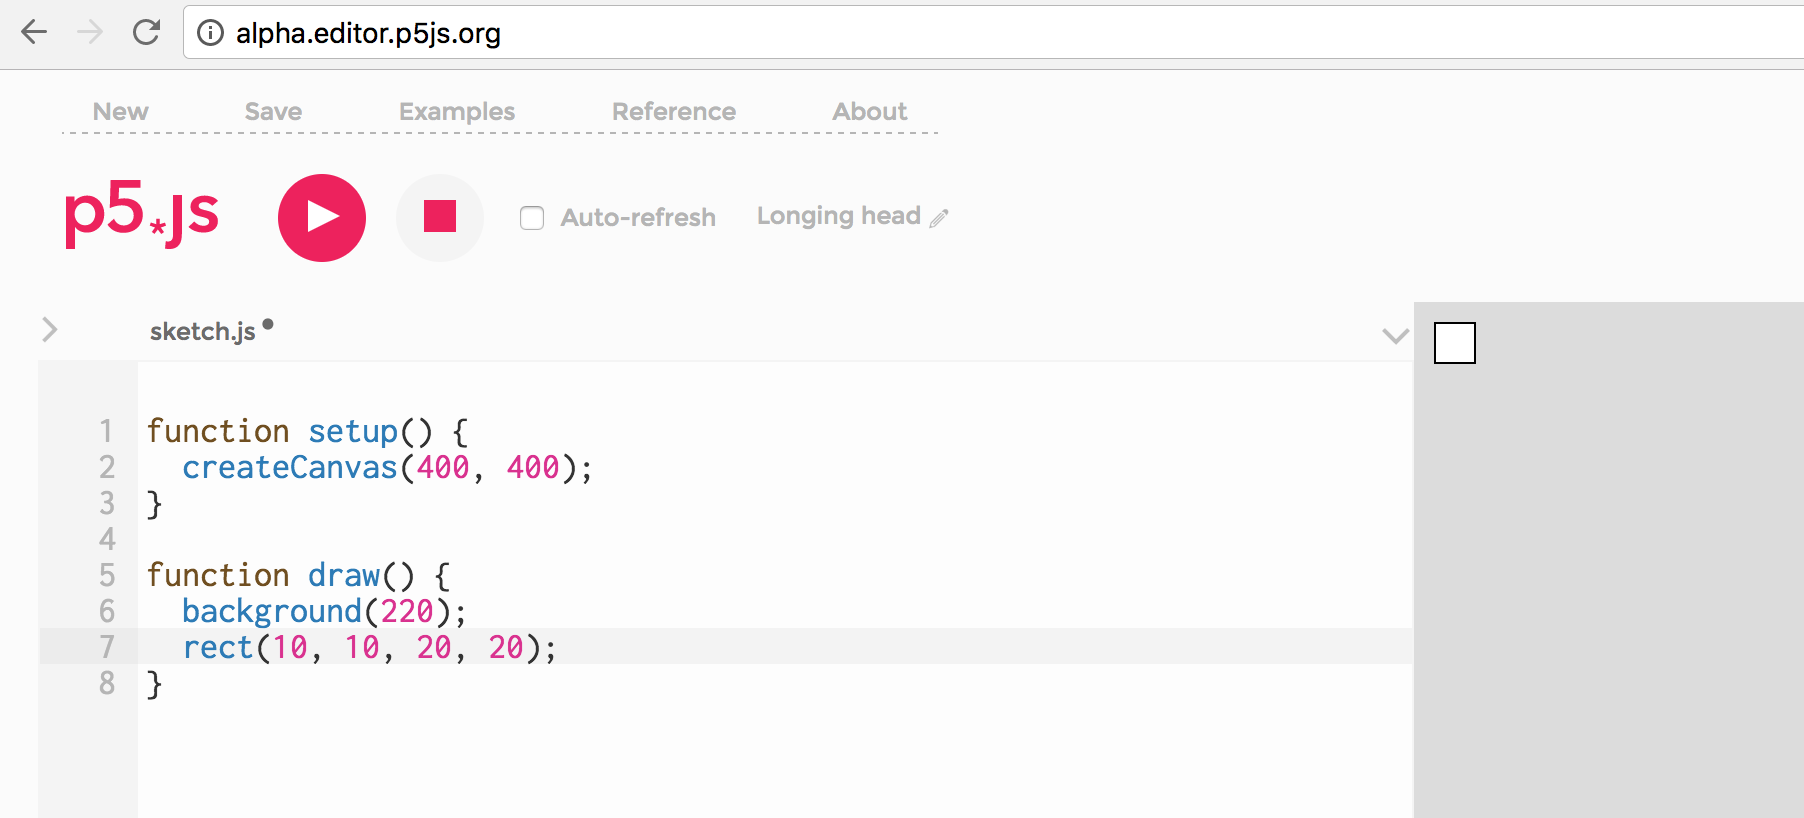 alpha.editor.p5js.org
New Save Examples Reference About
p5*js Auto-refresh Longing head
sketch.js
1 function setup() {
2   createCanvas(400, 400);
3 }
4
5 function draw() {
6   background(220);
7   rect(10, 10, 20, 20);
8 }